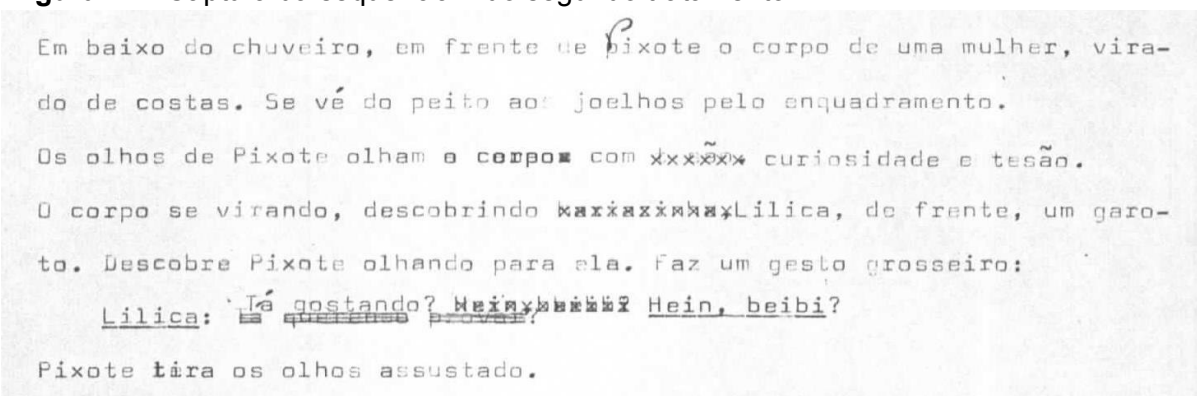 Em baixo do chuveiro, em frente de Pixote o corpo de uma mulher, vira-
do de costas. Se vé do peito aos joelhos pelo enquadramento.
Os olhos de Pixote olham o corpo com curiosidade e tesão.
O corpo se virando, descobrindo Lilica, de frente, um garo-
to. Descobre Pixote olhando para ela. Faz um gesto grosseiro:
Lilica: Tá gostando? Hein, beibi?
Pixote tira os olhos assustado.